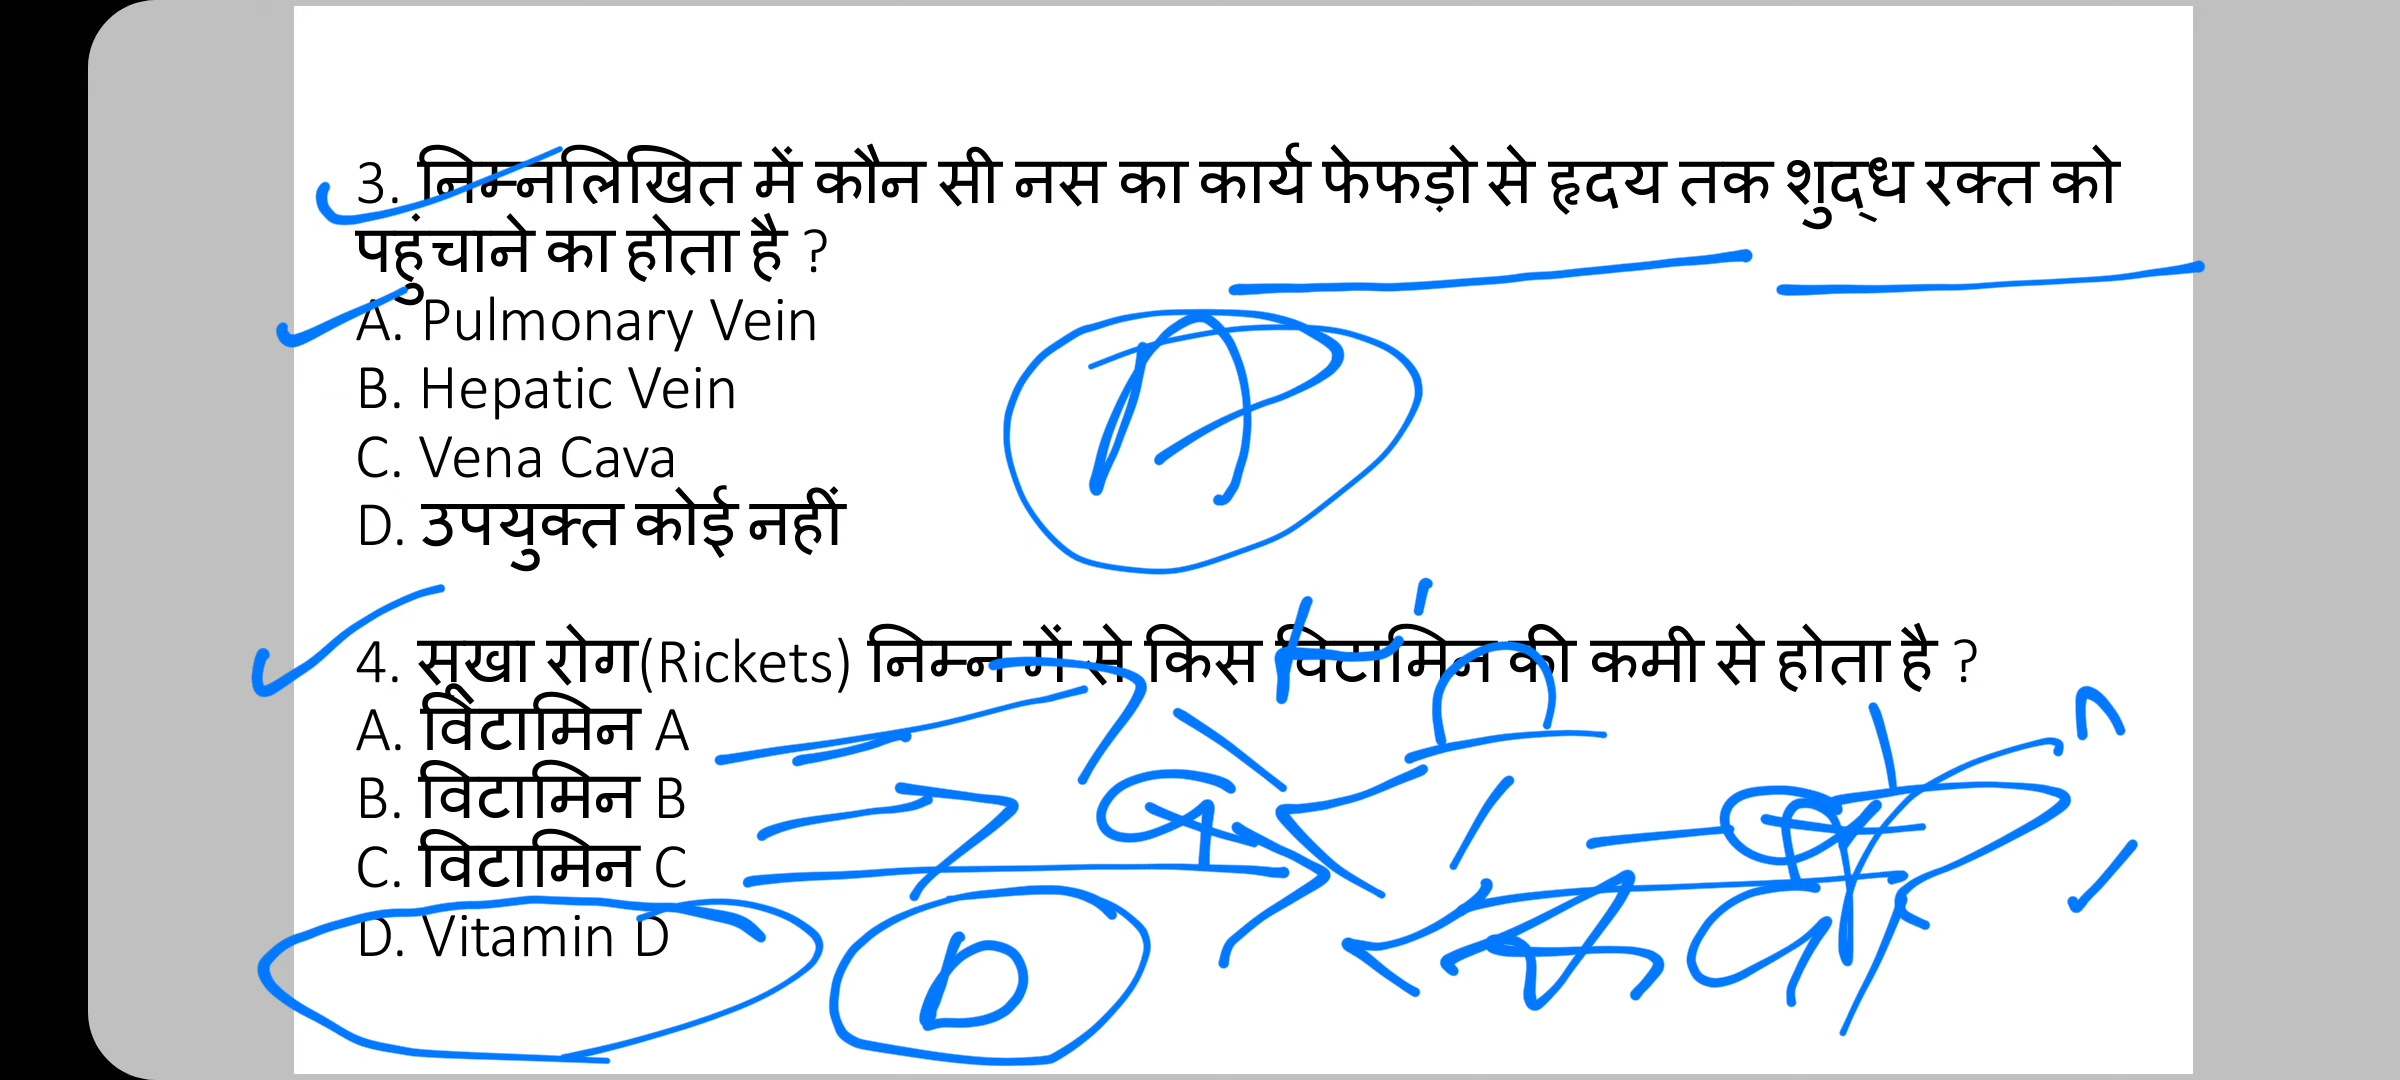 3. निम्नलिखित में कौन सी नस का कार्य फेफड़ो से हृदय तक शुद्ध रक्त को
पहुंचाने का होता है ?
A. Pulmonary Vein
B. Hepatic Vein
C. Vena Cava
D. उपयुक्त कोई नहीं
A
4. सूखा रोग(Rickets) निम्न में से किस विटामिन की कमी से होता है ?
A. विटामिन A
B. विटामिन B
C. विटामिन C
D. Vitamin D
D